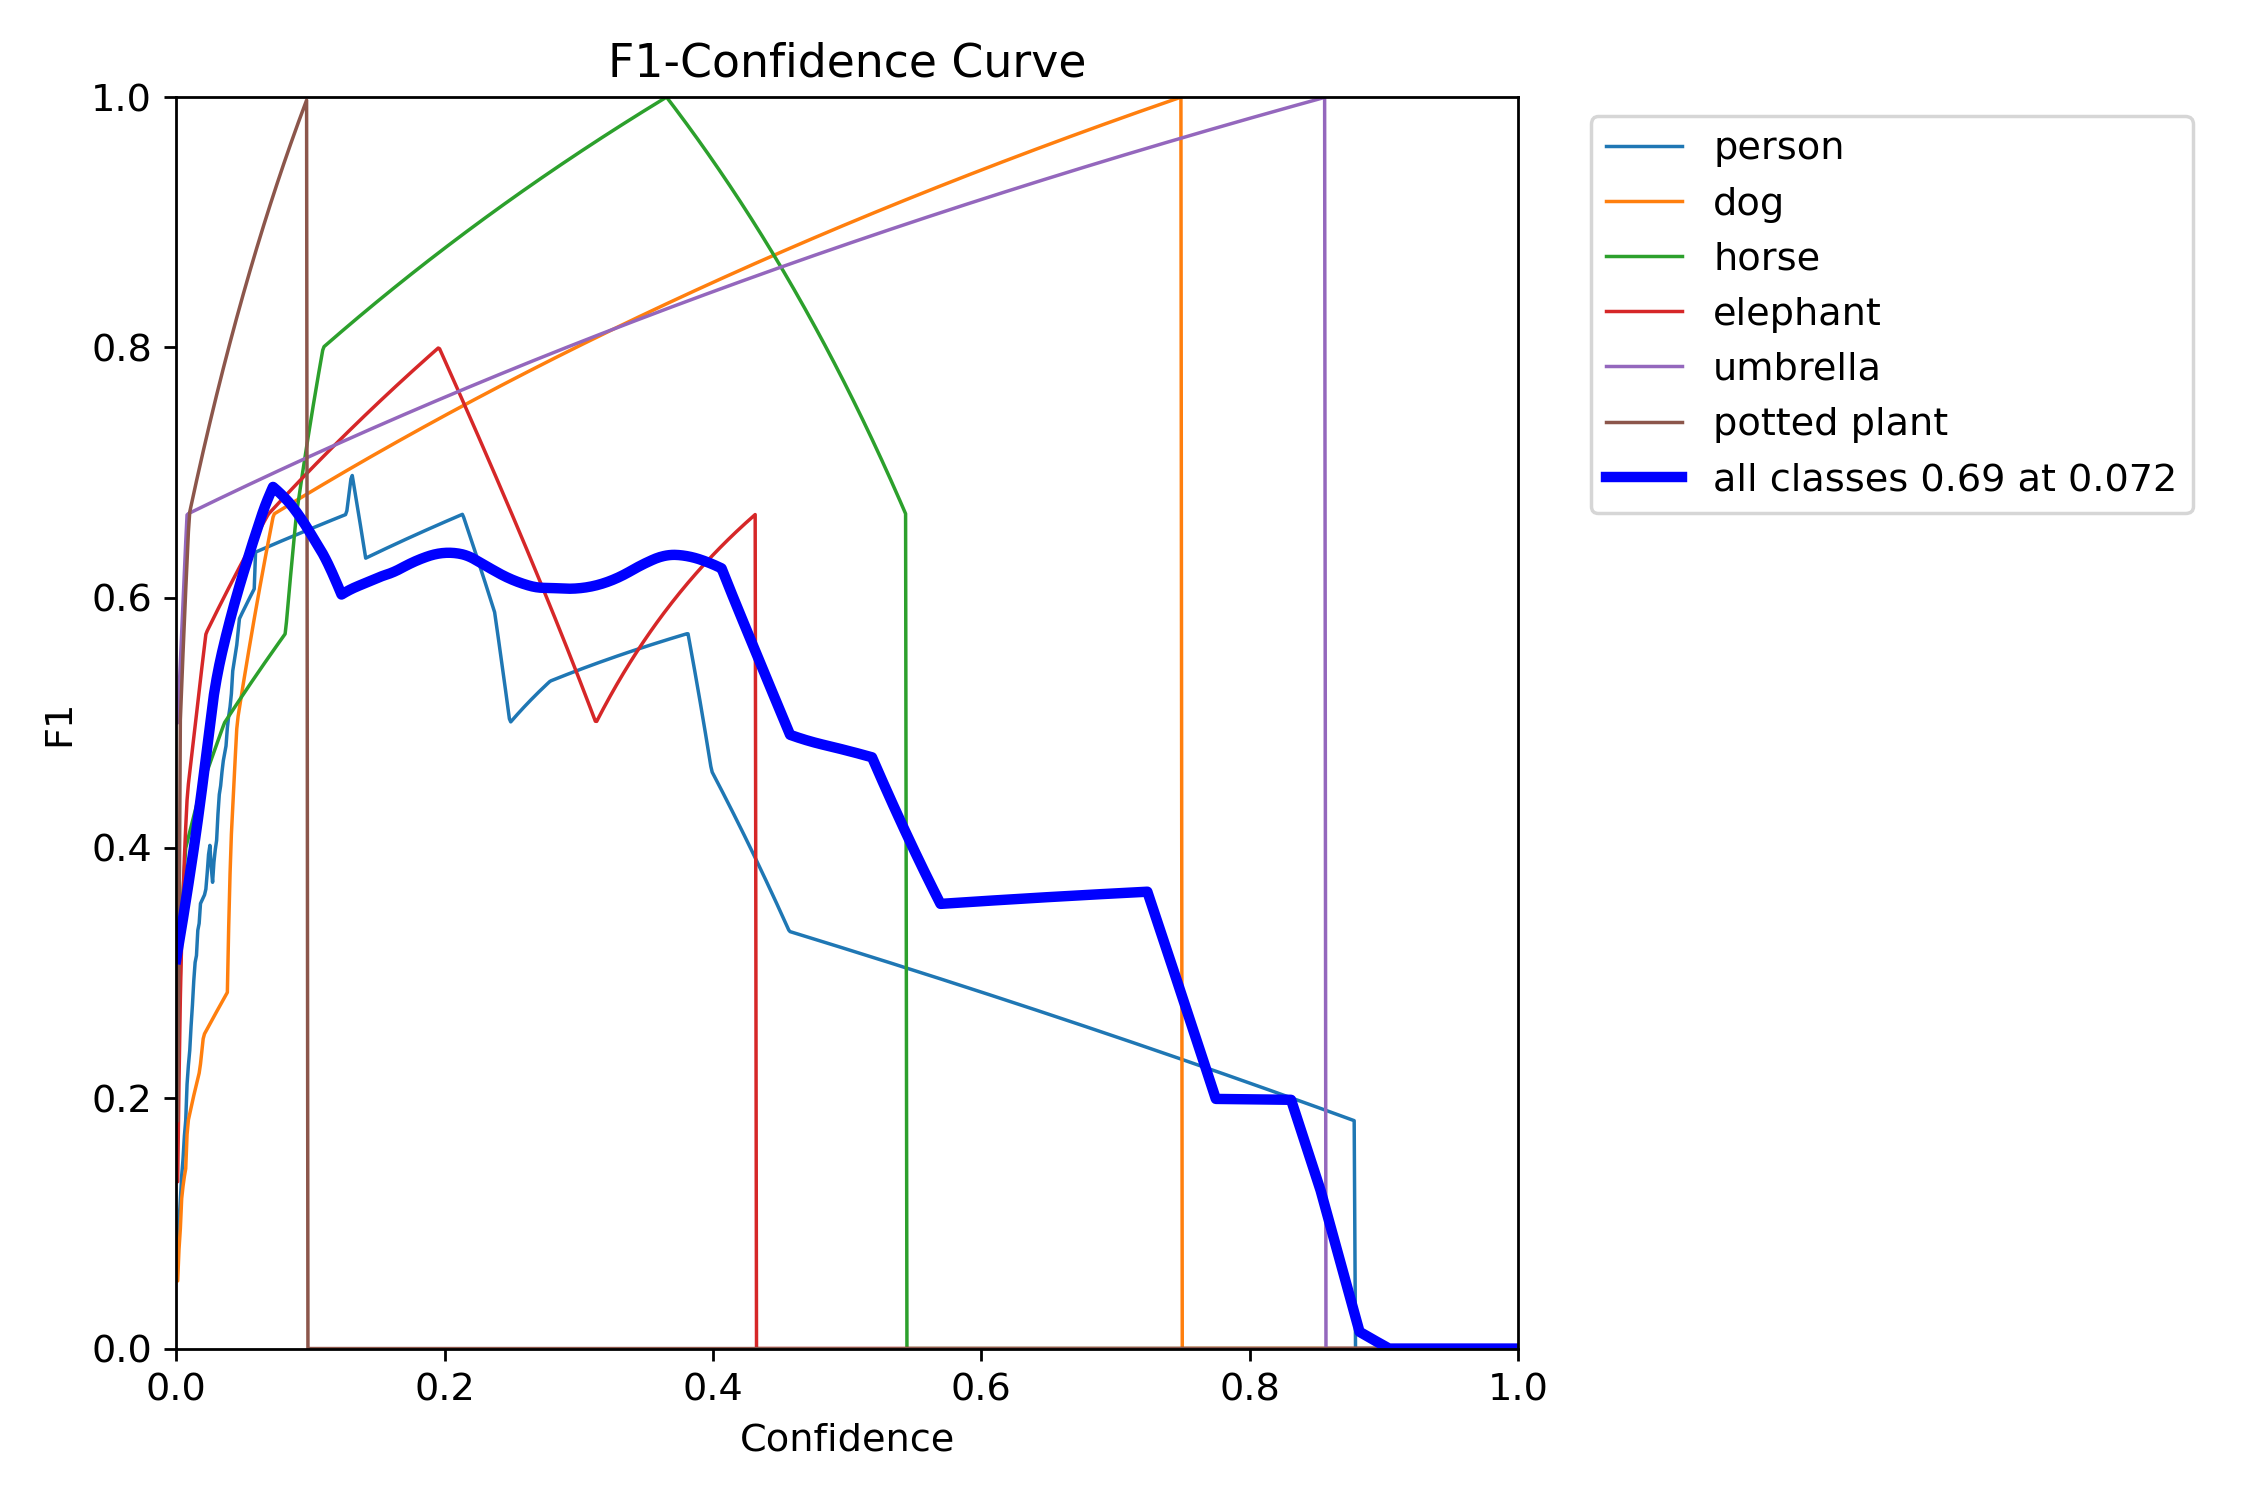 F1-Confidence Curve
1.0
0.8
0.6
0.4
0.2
0.0
F1
0.0 0.2 0.4 0.6 0.8 1.0
Confidence
person
dog
horse
elephant
umbrella
potted plant
all classes 0.69 at 0.072